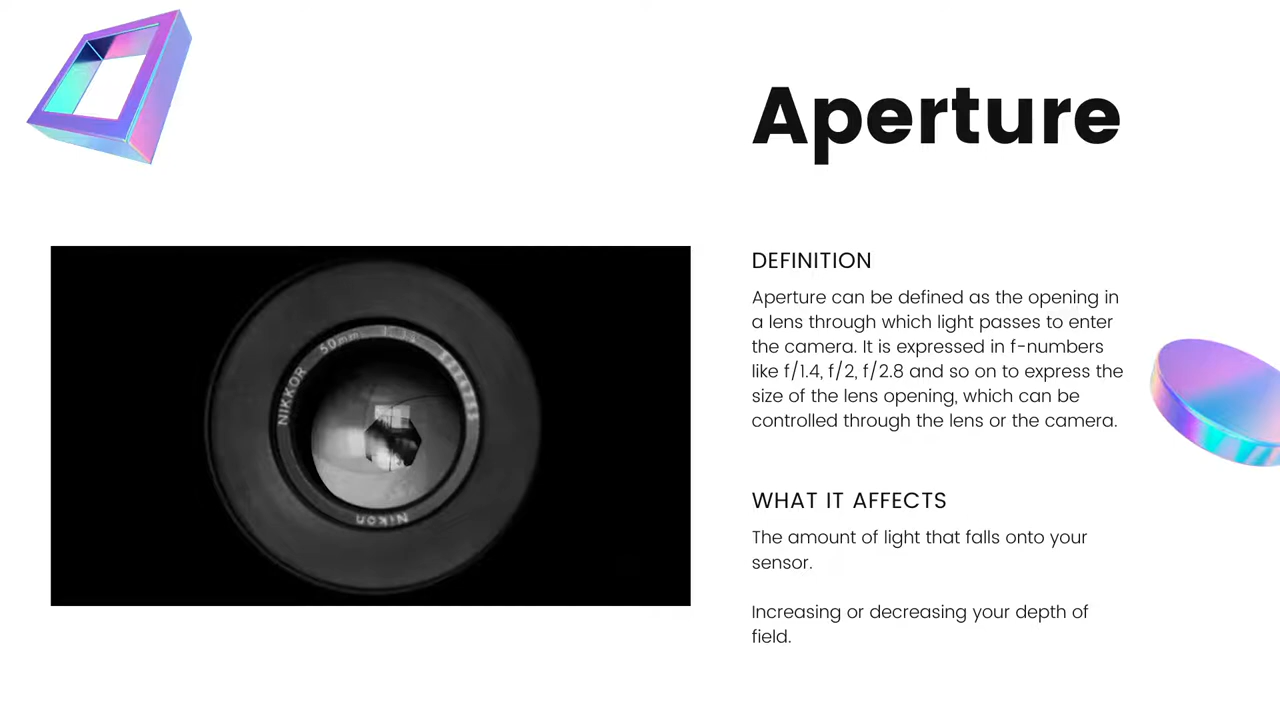 Aperture
NIKKOR 50mm
Nikon
DEFINITION
Aperture can be defined as the opening in
a lens through which light passes to enter
the camera. It is expressed in f-numbers
like f/1.4, f/2, f/2.8 and so on to express the
size of the lens opening, which can be
controlled through the lens or the camera.
WHAT IT AFFECTS
The amount of light that falls onto your
sensor.
Increasing or decreasing your depth of
field.